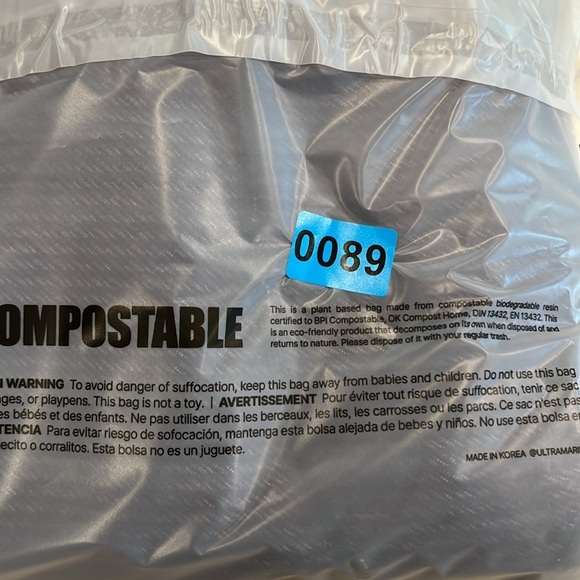 0089
OMPOSTABLE
This is a plant based bag made from compostable biodegradable resin
certified to BPI Compostable, OK Compost Home, DIN 13432, EN 13432. This
is an eco-friendly product that decomposes on its own when disposed of and
returns to nature. Please dispose of it with your regular trash.
N WARNING To avoid danger of suffocation, keep this bag away from babies and children. Do not use this bag
ages, or playpens. This bag is not a toy. | AVERTISSEMENT Pour éviter tout risque de suffocation, tenir ce sac
es bébés et des enfants. Ne pas utiliser dans les berceaux, les lits, les carrosses ou les parcs. Ce sac n'est pas
TENCIA Para evitar riesgo de sofocación, mantenga esta bolsa alejada de bebes y niños. No use esta bolsa en
ecito o corralitos. Esta bolsa no es un juguete.
MADE IN KOREA @ULTRAMARI